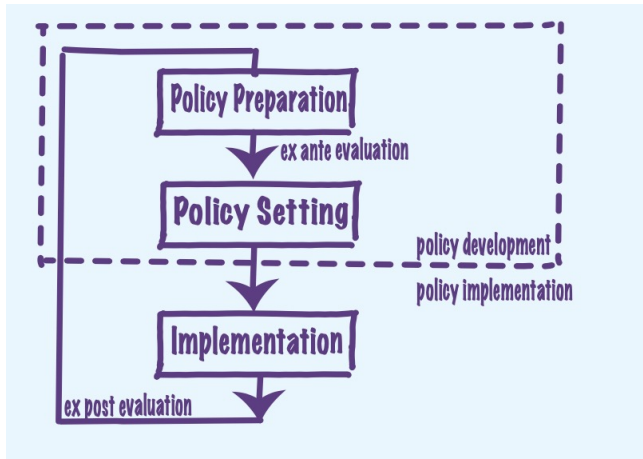 Policy Preparation
ex ante evaluation
Policy Setting
policy development
policy implementation
Implementation
ex post evaluation